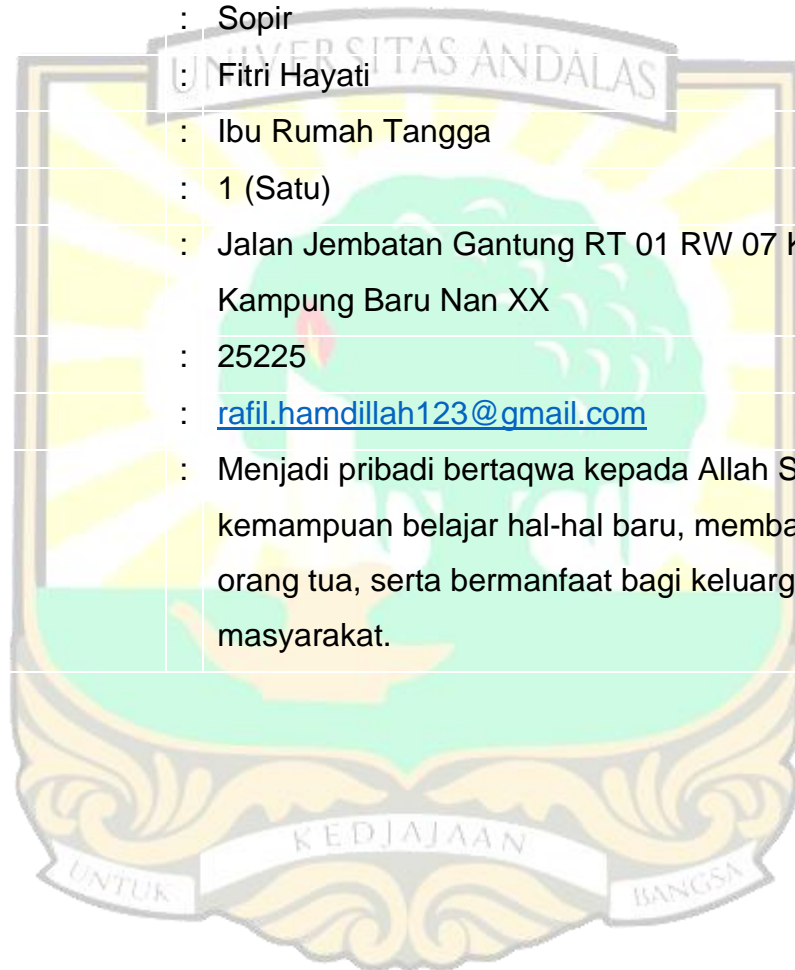 : Sopir
UNIVERSITAS ANDALAS
: Fitri Hayati
: Ibu Rumah Tangga
: 1 (Satu)
: Jalan Jembatan Gantung RT 01 RW 07
Kampung Baru Nan XX
: 25225
: rafil.hamdillah123@gmail.com
: Menjadi pribadi bertaqwa kepada Allah
kemampuan belajar hal-hal baru,
orang tua, serta bermanfaat bagi
masyarakat.
KEDJAJAAN
UNTUK BANGSA